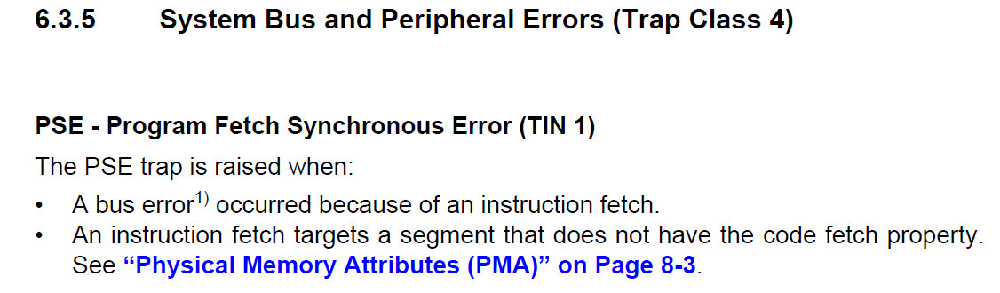 6.3.5 System Bus and Peripheral Errors (Trap Class 4)
PSE - Program Fetch Synchronous Error (TIN 1)
The PSE trap is raised when:
• A bus error1) occurred because of an instruction fetch.
• An instruction fetch targets a segment that does not have the code fetch property.
See “Physical Memory Attributes (PMA)” on Page 8-3.